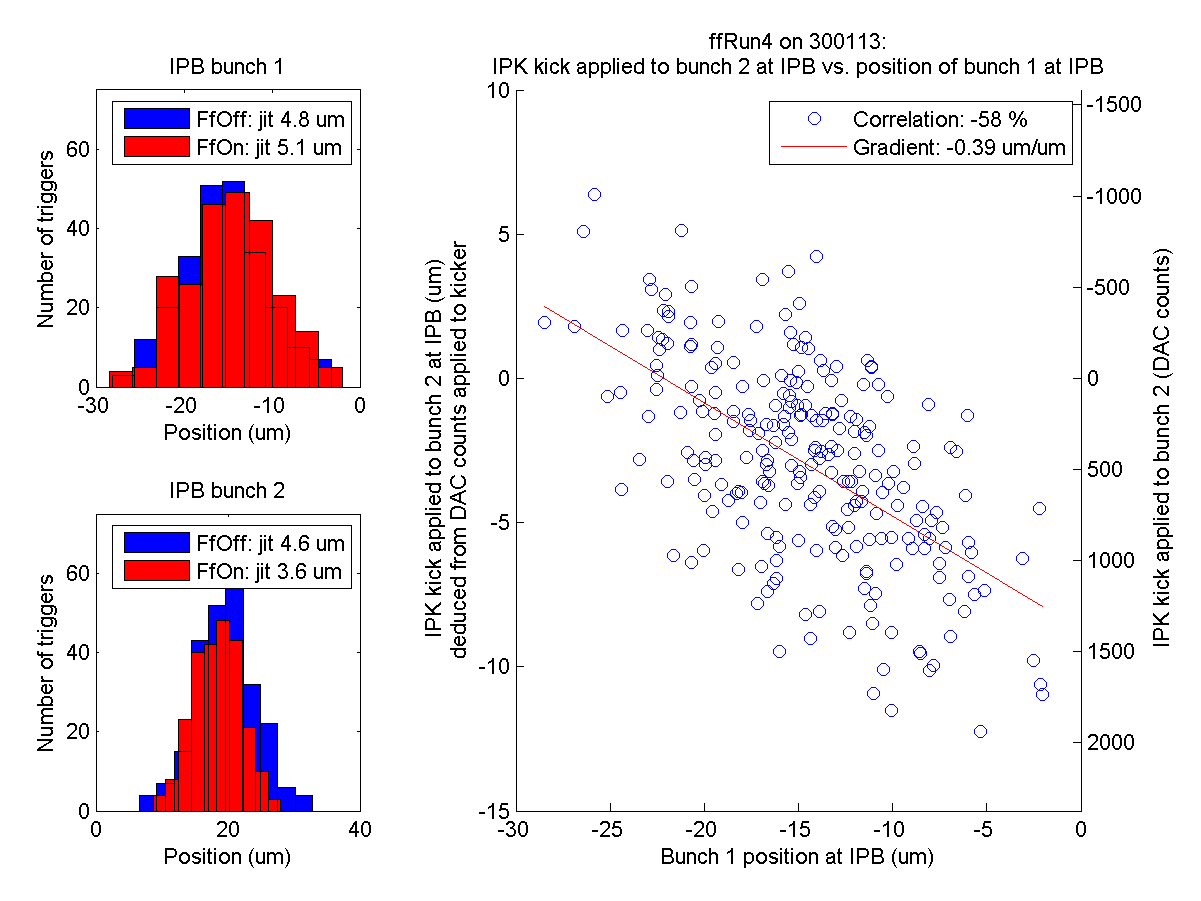 IPB bunch 1
FfOff: jit 4.8 um
FfOn: jit 5.1 um
60
40
20
0
-30
-20
-10
0
Number of triggers
Position (um)
IPB bunch 2
FfOff: jit 4.6 um
FfOn: jit 3.6 um
60
40
20
0
0
20
40
Number of triggers
Position (um)
ffRun4 on 300113:
IPK kick applied to bunch 2 at IPB vs. position of bunch 1 at IPB
Correlation: -58 %
Gradient: -0.39 um/um
10
5
0
-5
-10
-15
-30
-25
-20
-15
-10
-5
0
IPK kick applied to bunch 2 at IPB (um)
deduced from DAC counts applied to kicker
Bunch 1 position at IPB (um)
-1500
-1000
-500
0
500
1000
1500
2000
IPK kick applied to bunch 2 (DAC counts)